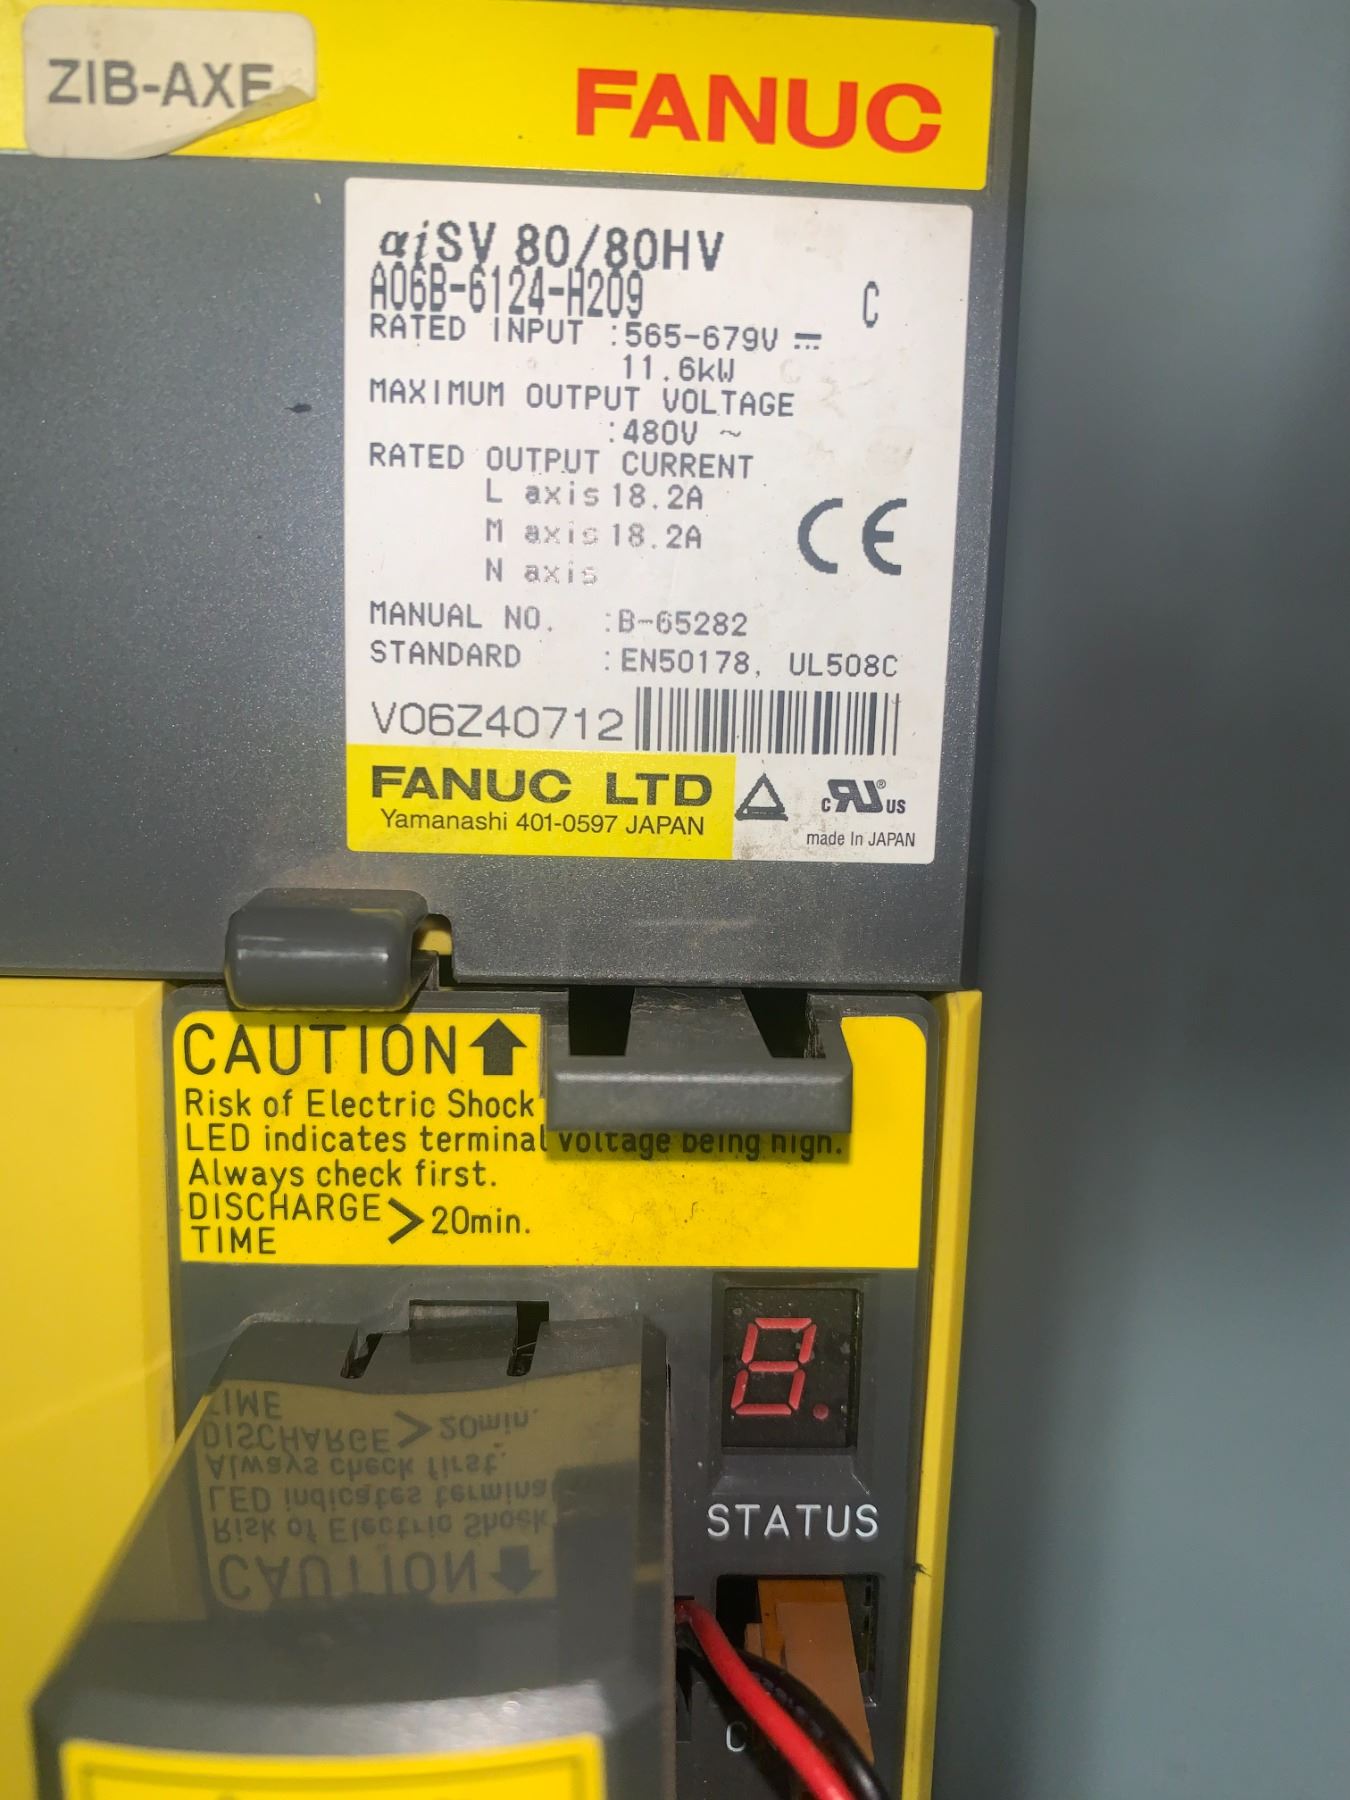 ZIB-AXE
FANUC
αiSV 80/80HV
A06B-6124-H209
C
RATED INPUT :565-679V ⎓
11.6kW
MAXIMUM OUTPUT VOLTAGE
:480V ~
RATED OUTPUT CURRENT
L axis 18.2A
M axis 18.2A
N axis
CE
MANUAL NO. :B-65282
STANDARD :EN50178, UL508C
V06Z40712
FANUC LTD
Yamanashi 401-0597 JAPAN
c RU ® US
made In JAPAN
CAUTION
Risk of Electric Shock
LED indicates terminal voltage being high.
Always check first.
DISCHARGE
TIME > 20min.
8.
STATUS
C